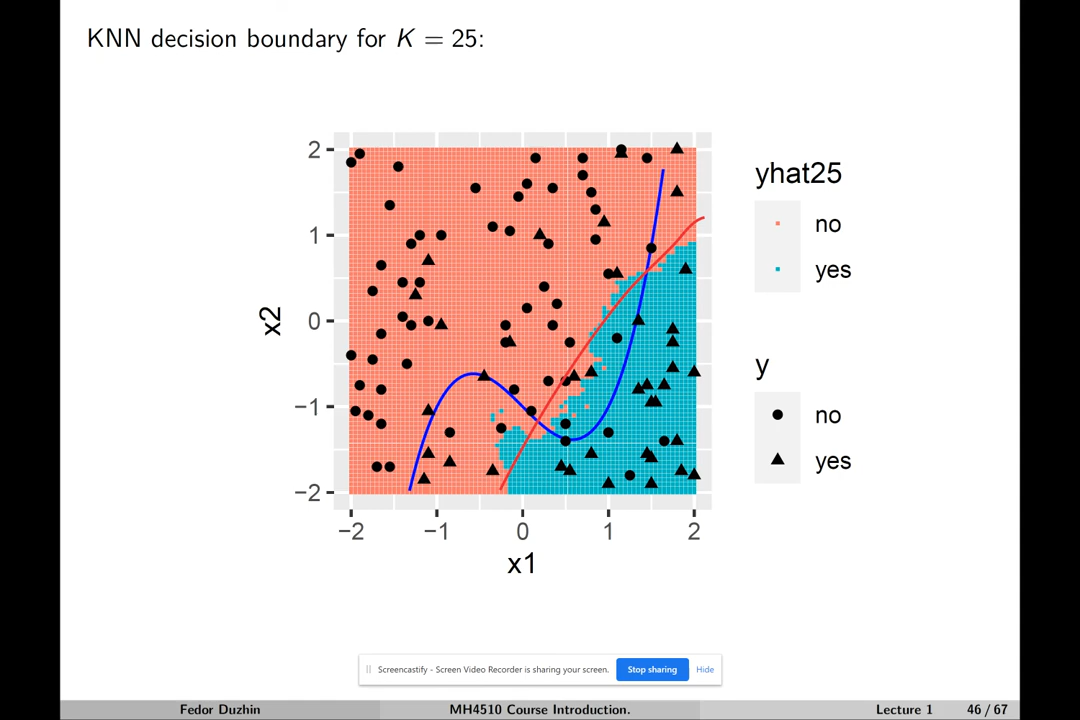 KNN decision boundary for K = 25:
2
1
0
−1
−2
x2
−2 −1 0 1 2
x1
yhat25
no
yes
y
no
yes
Screencastify - Screen Video Recorder is sharing your screen. Stop sharing Hide
Fedor Duzhin MH4510 Course Introduction. Lecture 1 46 / 67